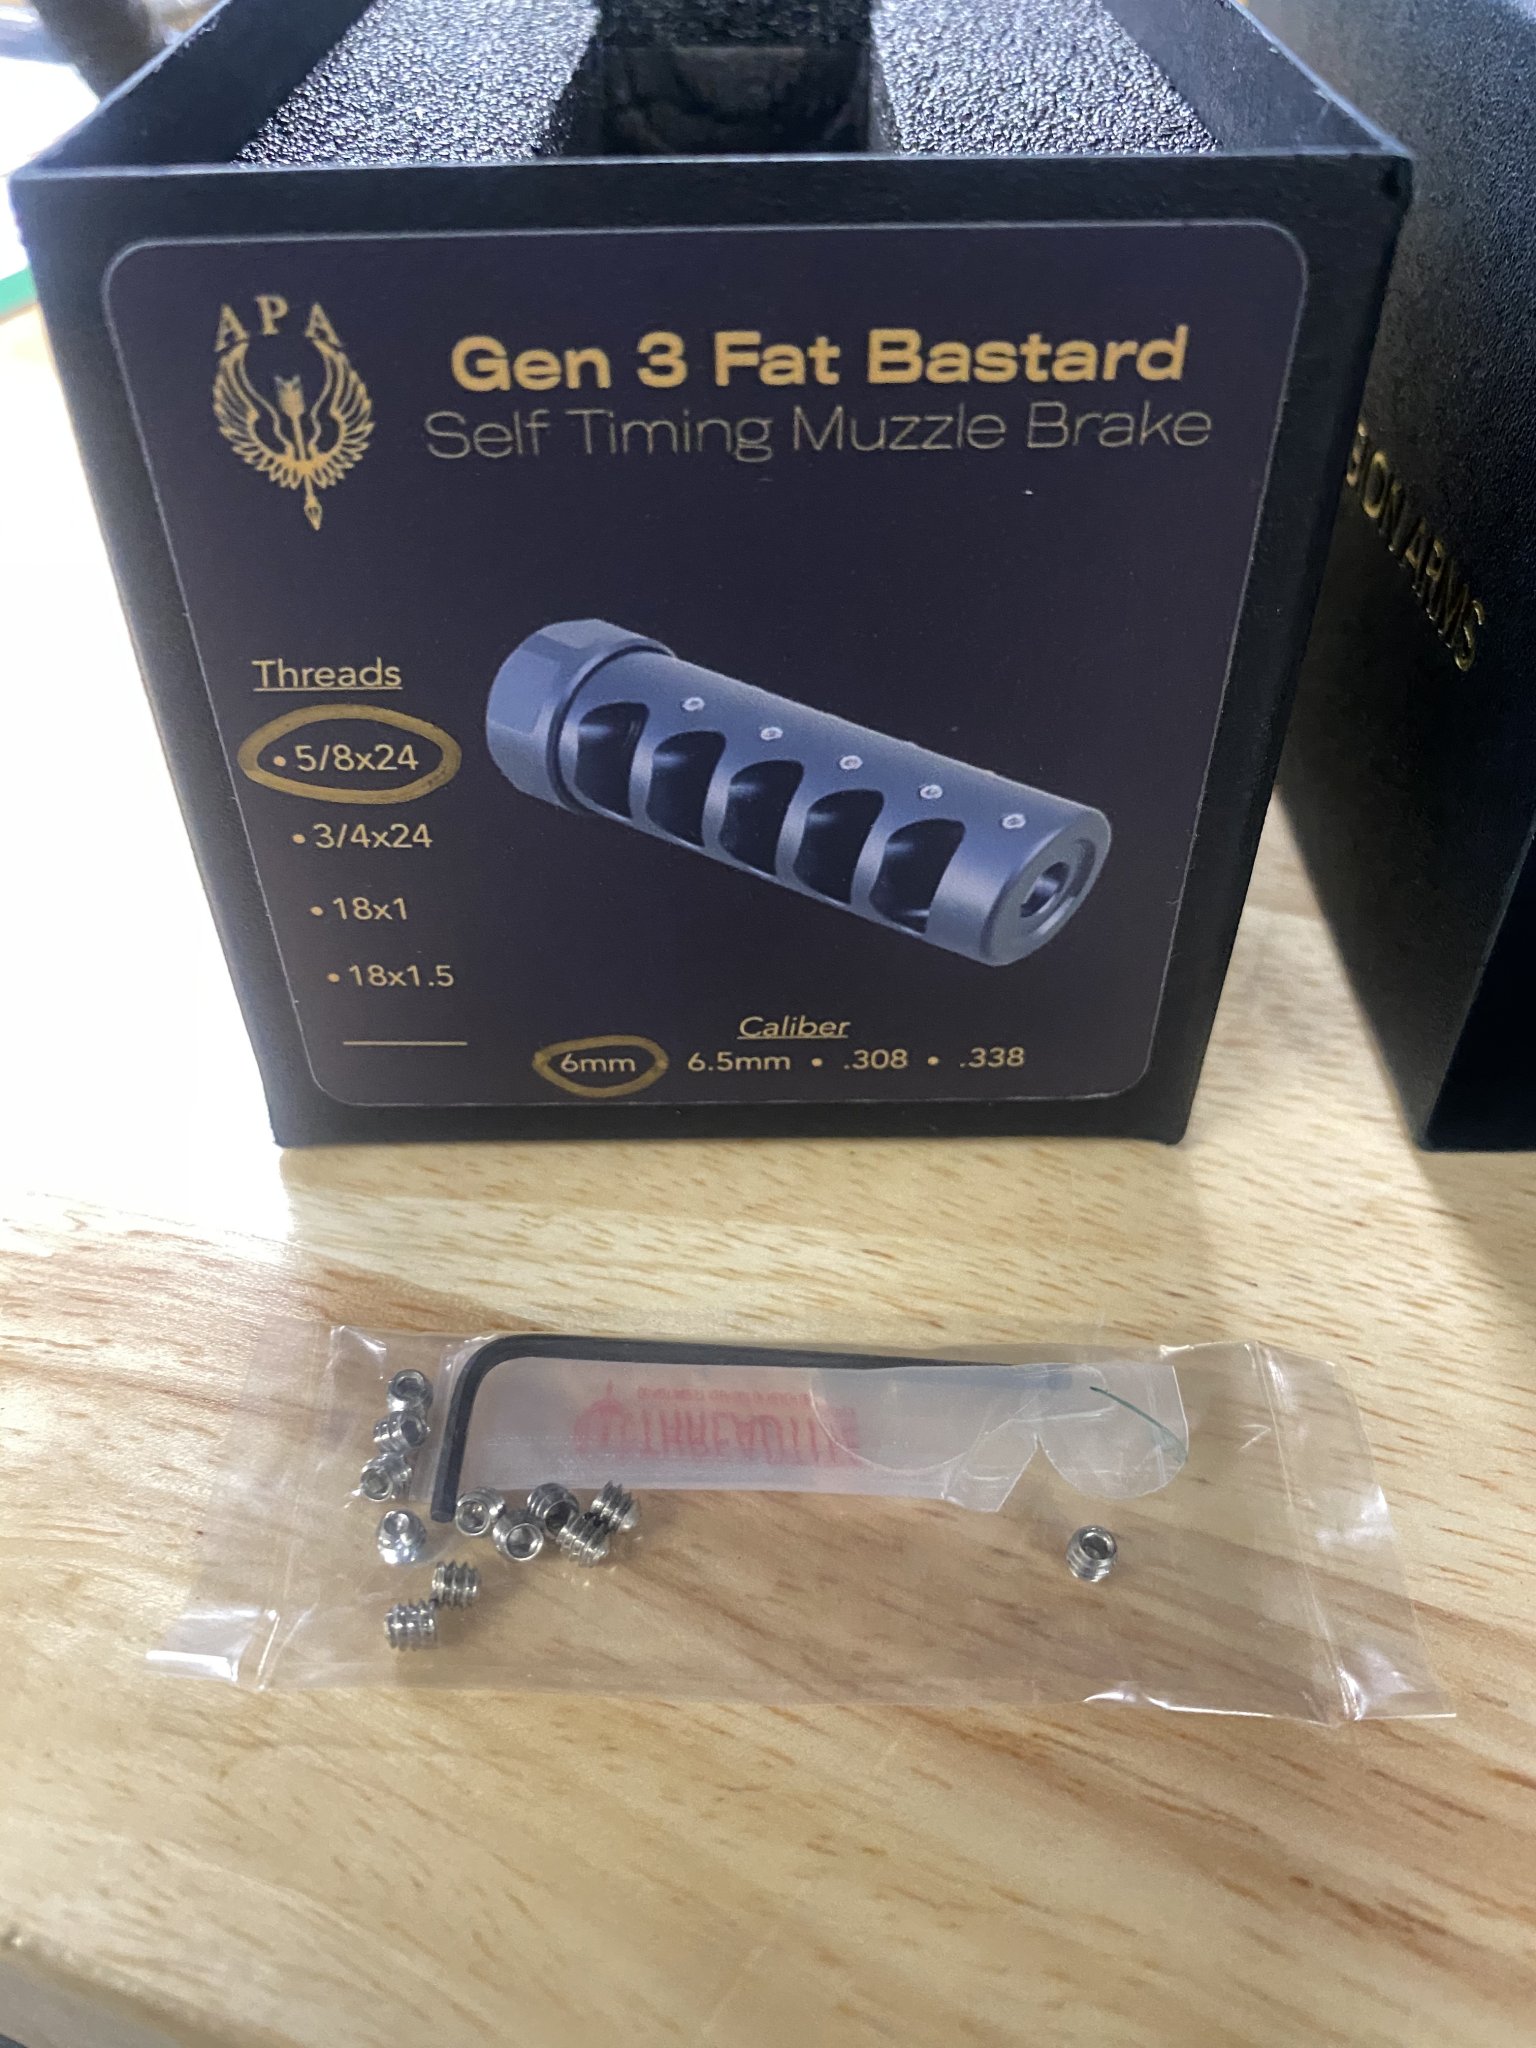 APA
Gen 3 Fat Bastard
Self Timing Muzzle Brake
Threads
• 5/8x24
• 3/4x24
• 18x1
• 18x1.5
Caliber
6mm • 6.5mm • .308 • .338
ARMS